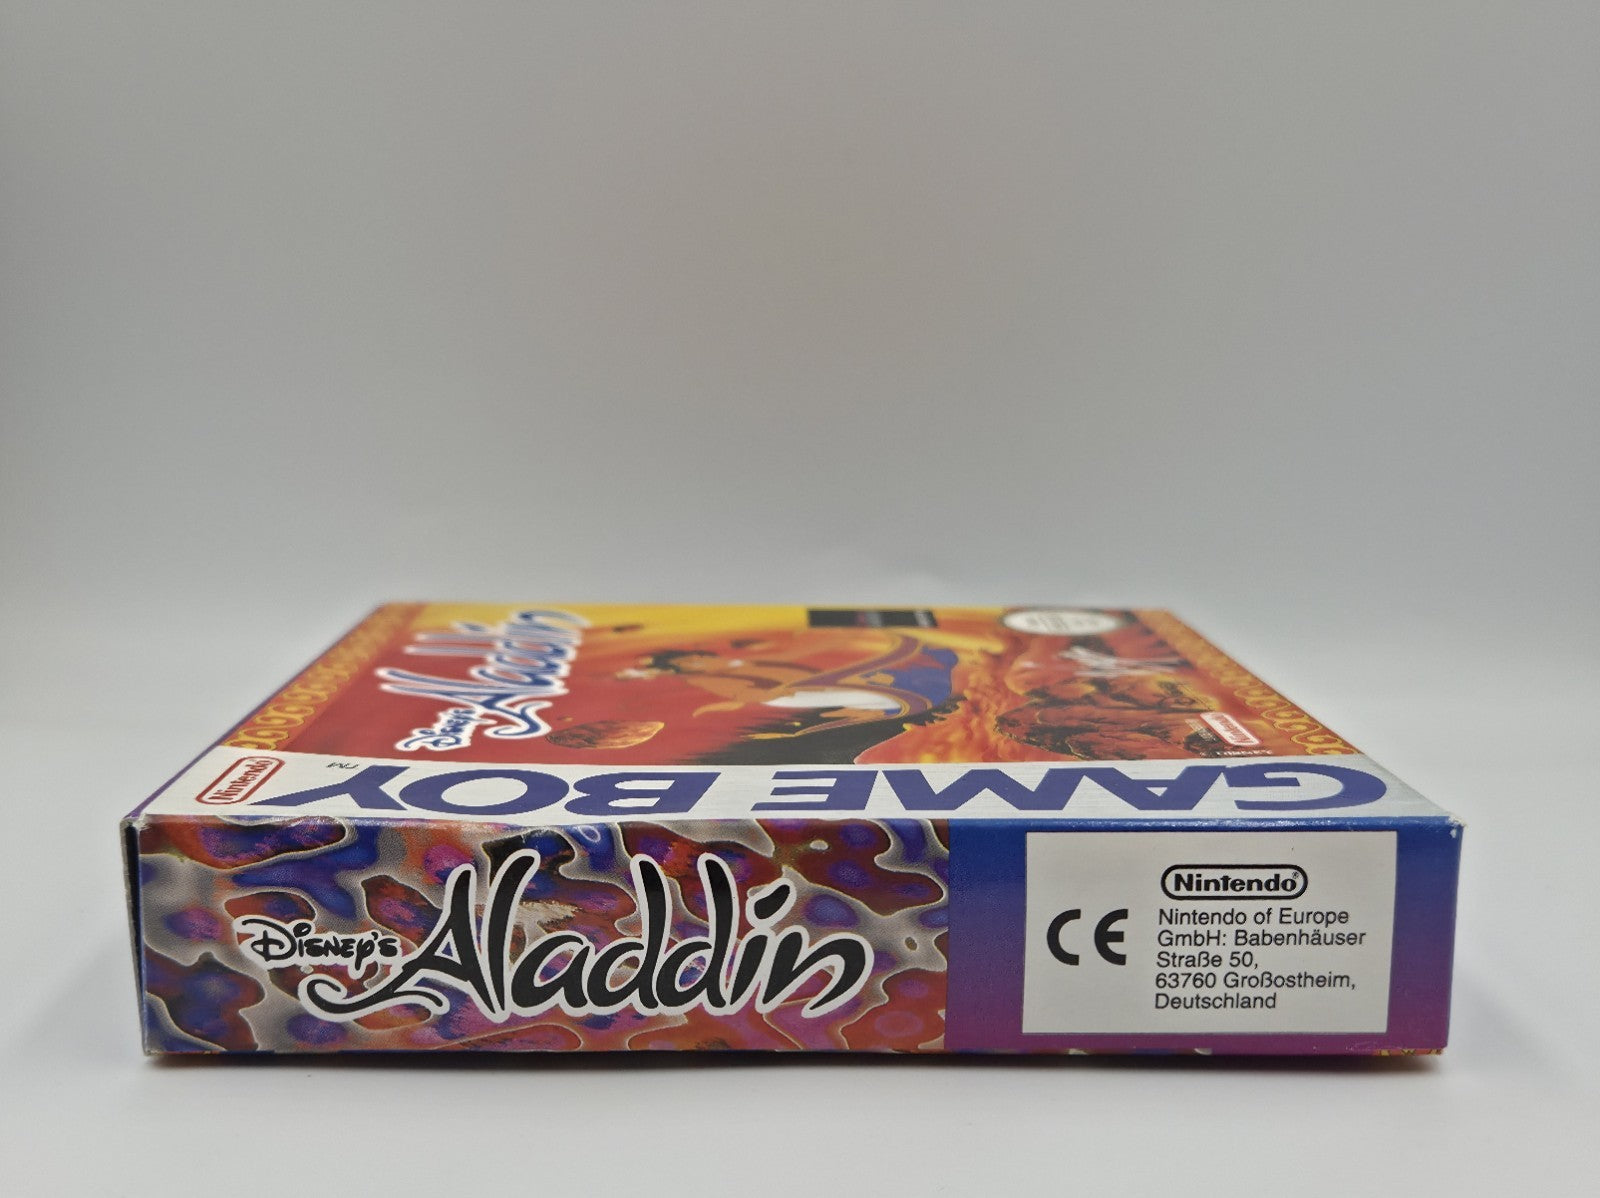 Disney's
Aladdin
Nintendo
GAME BOY
TM
Nintendo
Disney's Aladdin
CE
Nintendo®
Nintendo of Europe
GmbH: Babenhäuser
Straße 50,
63760 Großostheim,
Deutschland